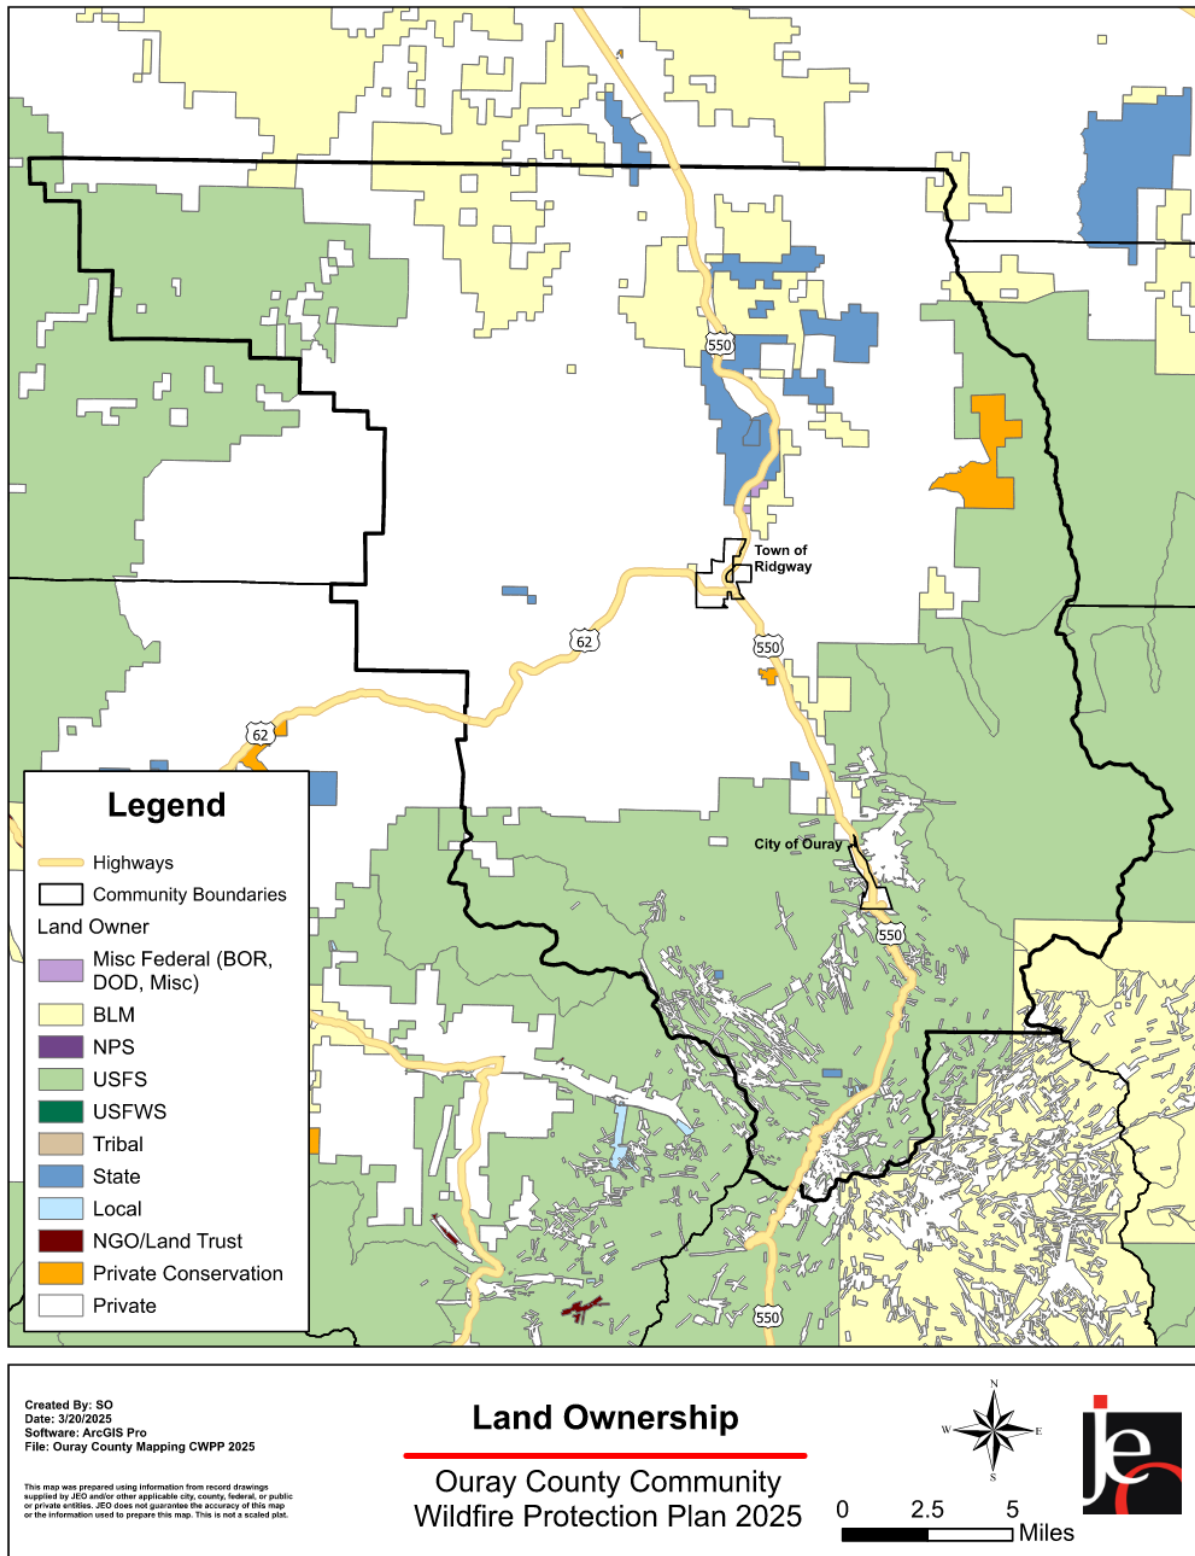 550
Town of
Ridgway
62
550
62
City of Ouray
550
550
Legend
Highways
Community Boundaries
Land Owner
Misc Federal (BOR,
DOD, Misc)
BLM
NPS
USFS
USFWS
Tribal
State
Local
NGO/Land Trust
Private Conservation
Private
Created By: SO
Date: 3/20/2025
Software: ArcGIS Pro
File: Ouray County Mapping CWPP 2025
This map was prepared using information from record drawings
supplied by JEO and/or other applicable city, county, federal, or public
or private entities. JEO does not guarantee the accuracy of this map
or the information used to prepare this map. This is not a scaled plat.
Land Ownership
Ouray County Community
Wildfire Protection Plan 2025
N
W
E
S
0 2.5 5
Miles
jeo